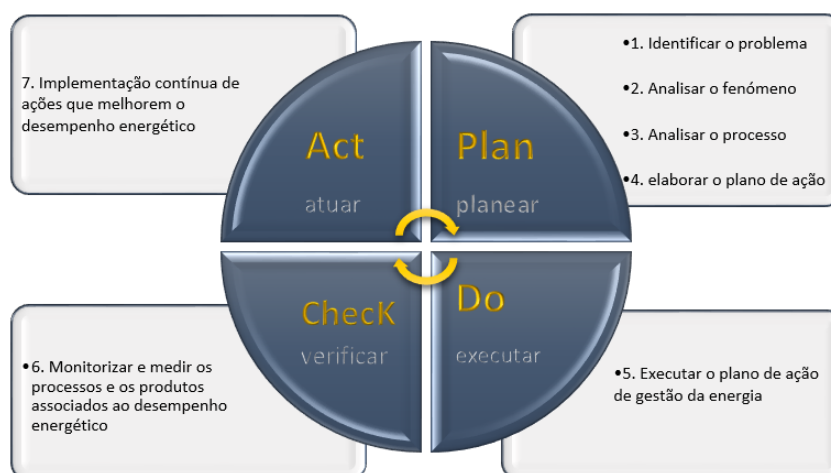 7. Implementação contínua de
ações que melhorem o
desempenho energético
Act
atuar
Plan
planear
•1. Identificar o problema
•2. Analisar o fenómeno
•3. Analisar o processo
•4. elaborar o plano de ação
ChecK
verificar
Do
executar
•6. Monitorizar e medir os
processos e os produtos
associados ao desempenho
energético
•5. Executar o plano de ação
de gestão da energia